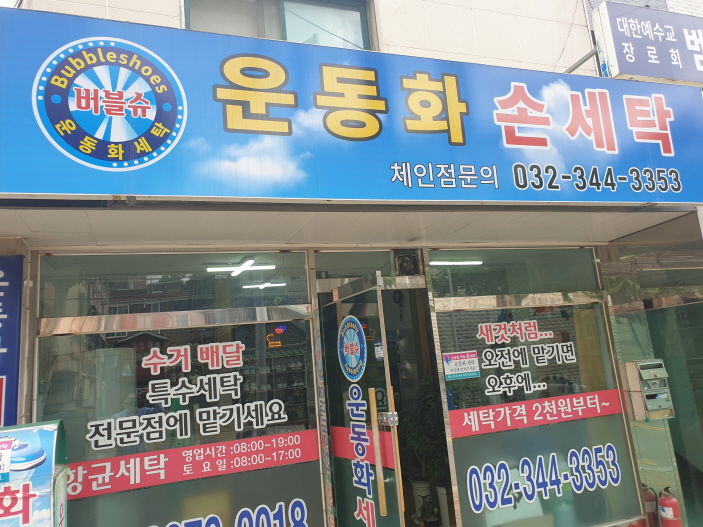 Bubbleshoes
버블슈
운동화세탁
운동화 손세탁
체인점문의 032-344-3353
대한예수교
장로회
수거 배달
특수세탁
전문점에 맡기세요
항균세탁
영업시간 :08:00~19:00
토 요 일 :08:00~17:00
버블슈
운동화세
새것처럼...
오전에 맡기면
오후에...
세탁가격 2천원부터~
032-344-3353
화